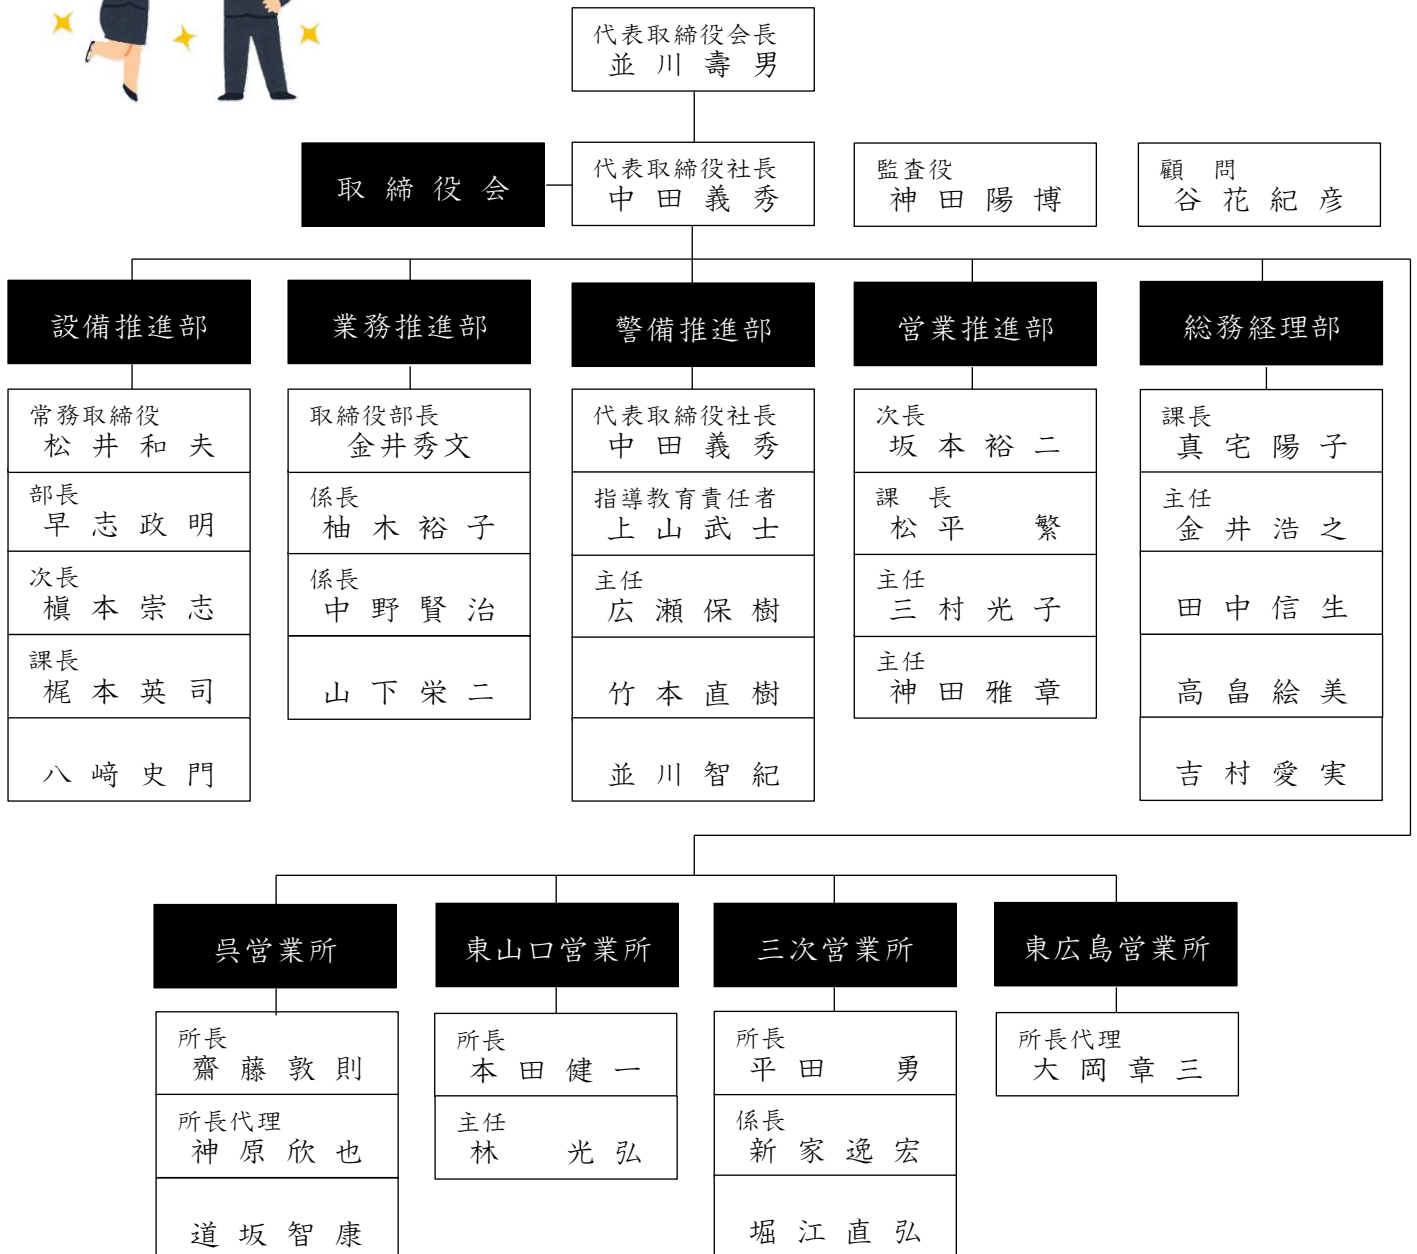 代表取締役会長
並川壽男
取締役会
代表取締役社長
中田義秀
監査役
神田陽博
顧　問
谷花紀彦
設備推進部
常務取締役
松井和夫
部長
早志政明
次長
槇本崇志
課長
梶本英司
八﨑史門
業務推進部
取締役部長
金井秀文
係長
柚木裕子
係長
中野賢治
山下栄二
警備推進部
代表取締役社長
中田義秀
指導教育責任者
上山武士
主任
広瀬保樹
竹本直樹
並川智紀
営業推進部
次長
坂本裕二
課　長
松平　繁
主任
三村光子
主任
神田雅章
総務経理部
課長
真宅陽子
主任
金井浩之
田中信生
高畠絵美
吉村愛実
呉営業所
所長
齋藤敦則
所長代理
神原欣也
道坂智康
東山口営業所
所長
本田健一
主任
林　光弘
三次営業所
所長
平田　勇
係長
新家逸宏
堀江直弘
東広島営業所
所長代理
大岡章三